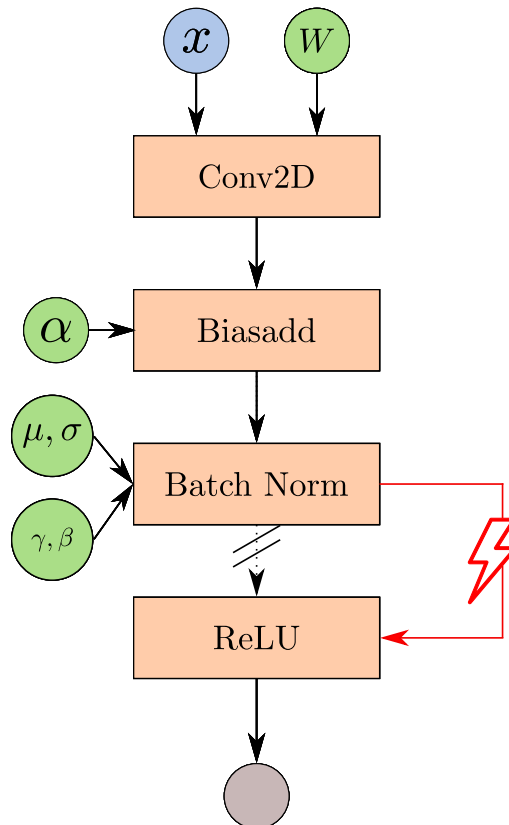 x
W
Conv2D
α
Biasadd
μ, σ
Batch Norm
γ, β
ReLU